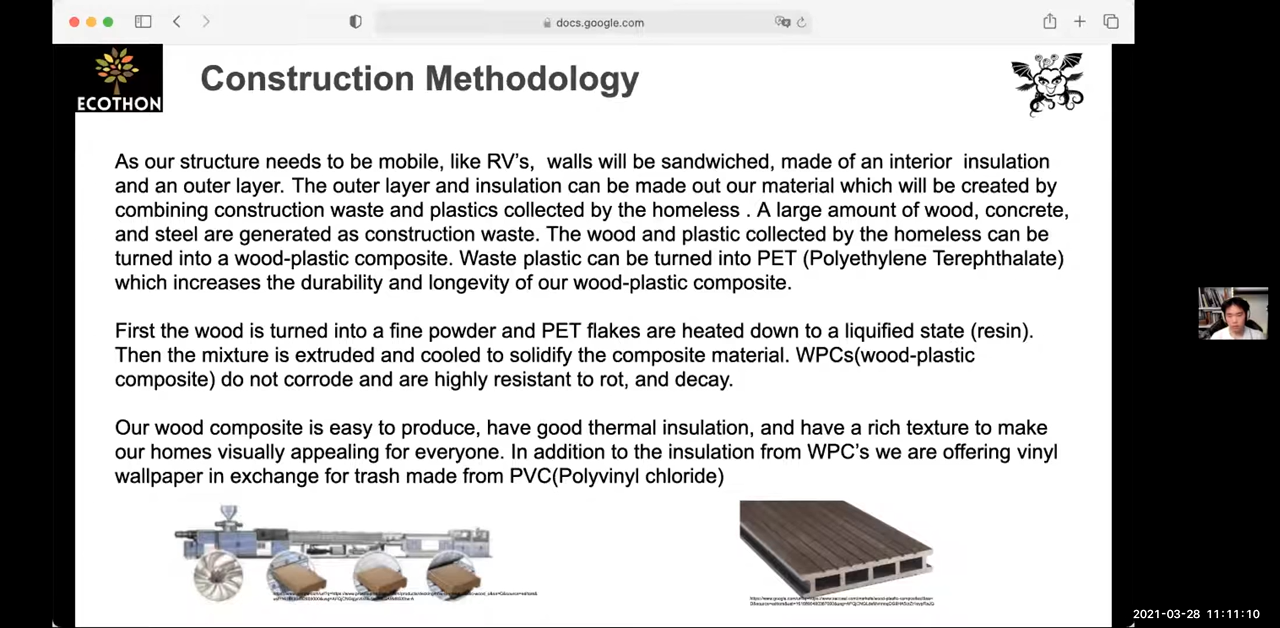 docs.google.com
ECOTHON
Construction Methodology
As our structure needs to be mobile, like RV's, walls will be sandwiched, made of an interior insulation
and an outer layer. The outer layer and insulation can be made out our material which will be created by
combining construction waste and plastics collected by the homeless . A large amount of wood, concrete,
and steel are generated as construction waste. The wood and plastic collected by the homeless can be
turned into a wood-plastic composite. Waste plastic can be turned into PET (Polyethylene Terephthalate)
which increases the durability and longevity of our wood-plastic composite.
First the wood is turned into a fine powder and PET flakes are heated down to a liquified state (resin).
Then the mixture is extruded and cooled to solidify the composite material. WPCs(wood-plastic
composite) do not corrode and are highly resistant to rot, and decay.
Our wood composite is easy to produce, have good thermal insulation, and have a rich texture to make
our homes visually appealing for everyone. In addition to the insulation from WPC's we are offering vinyl
wallpaper in exchange for trash made from PVC(Polyvinyl chloride)
2021-03-28 11:11:10